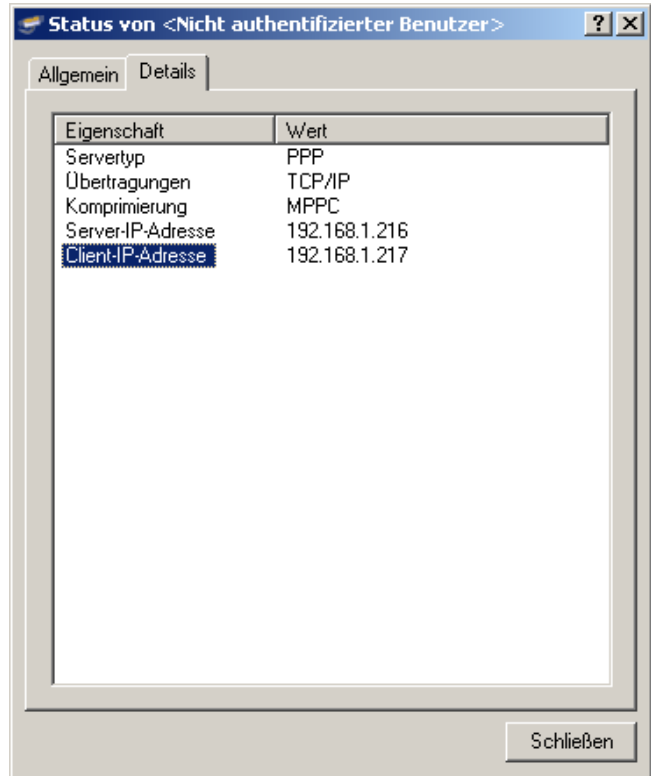 Status von <Nicht authentifizierter Benutzer>
Allgemein Details
Eigenschaft Wert
Servertyp PPP
Übertragungen TCP/IP
Komprimierung MPPC
Server-IP-Adresse 192.168.1.216
Client-IP-Adresse 192.168.1.217
Schließen